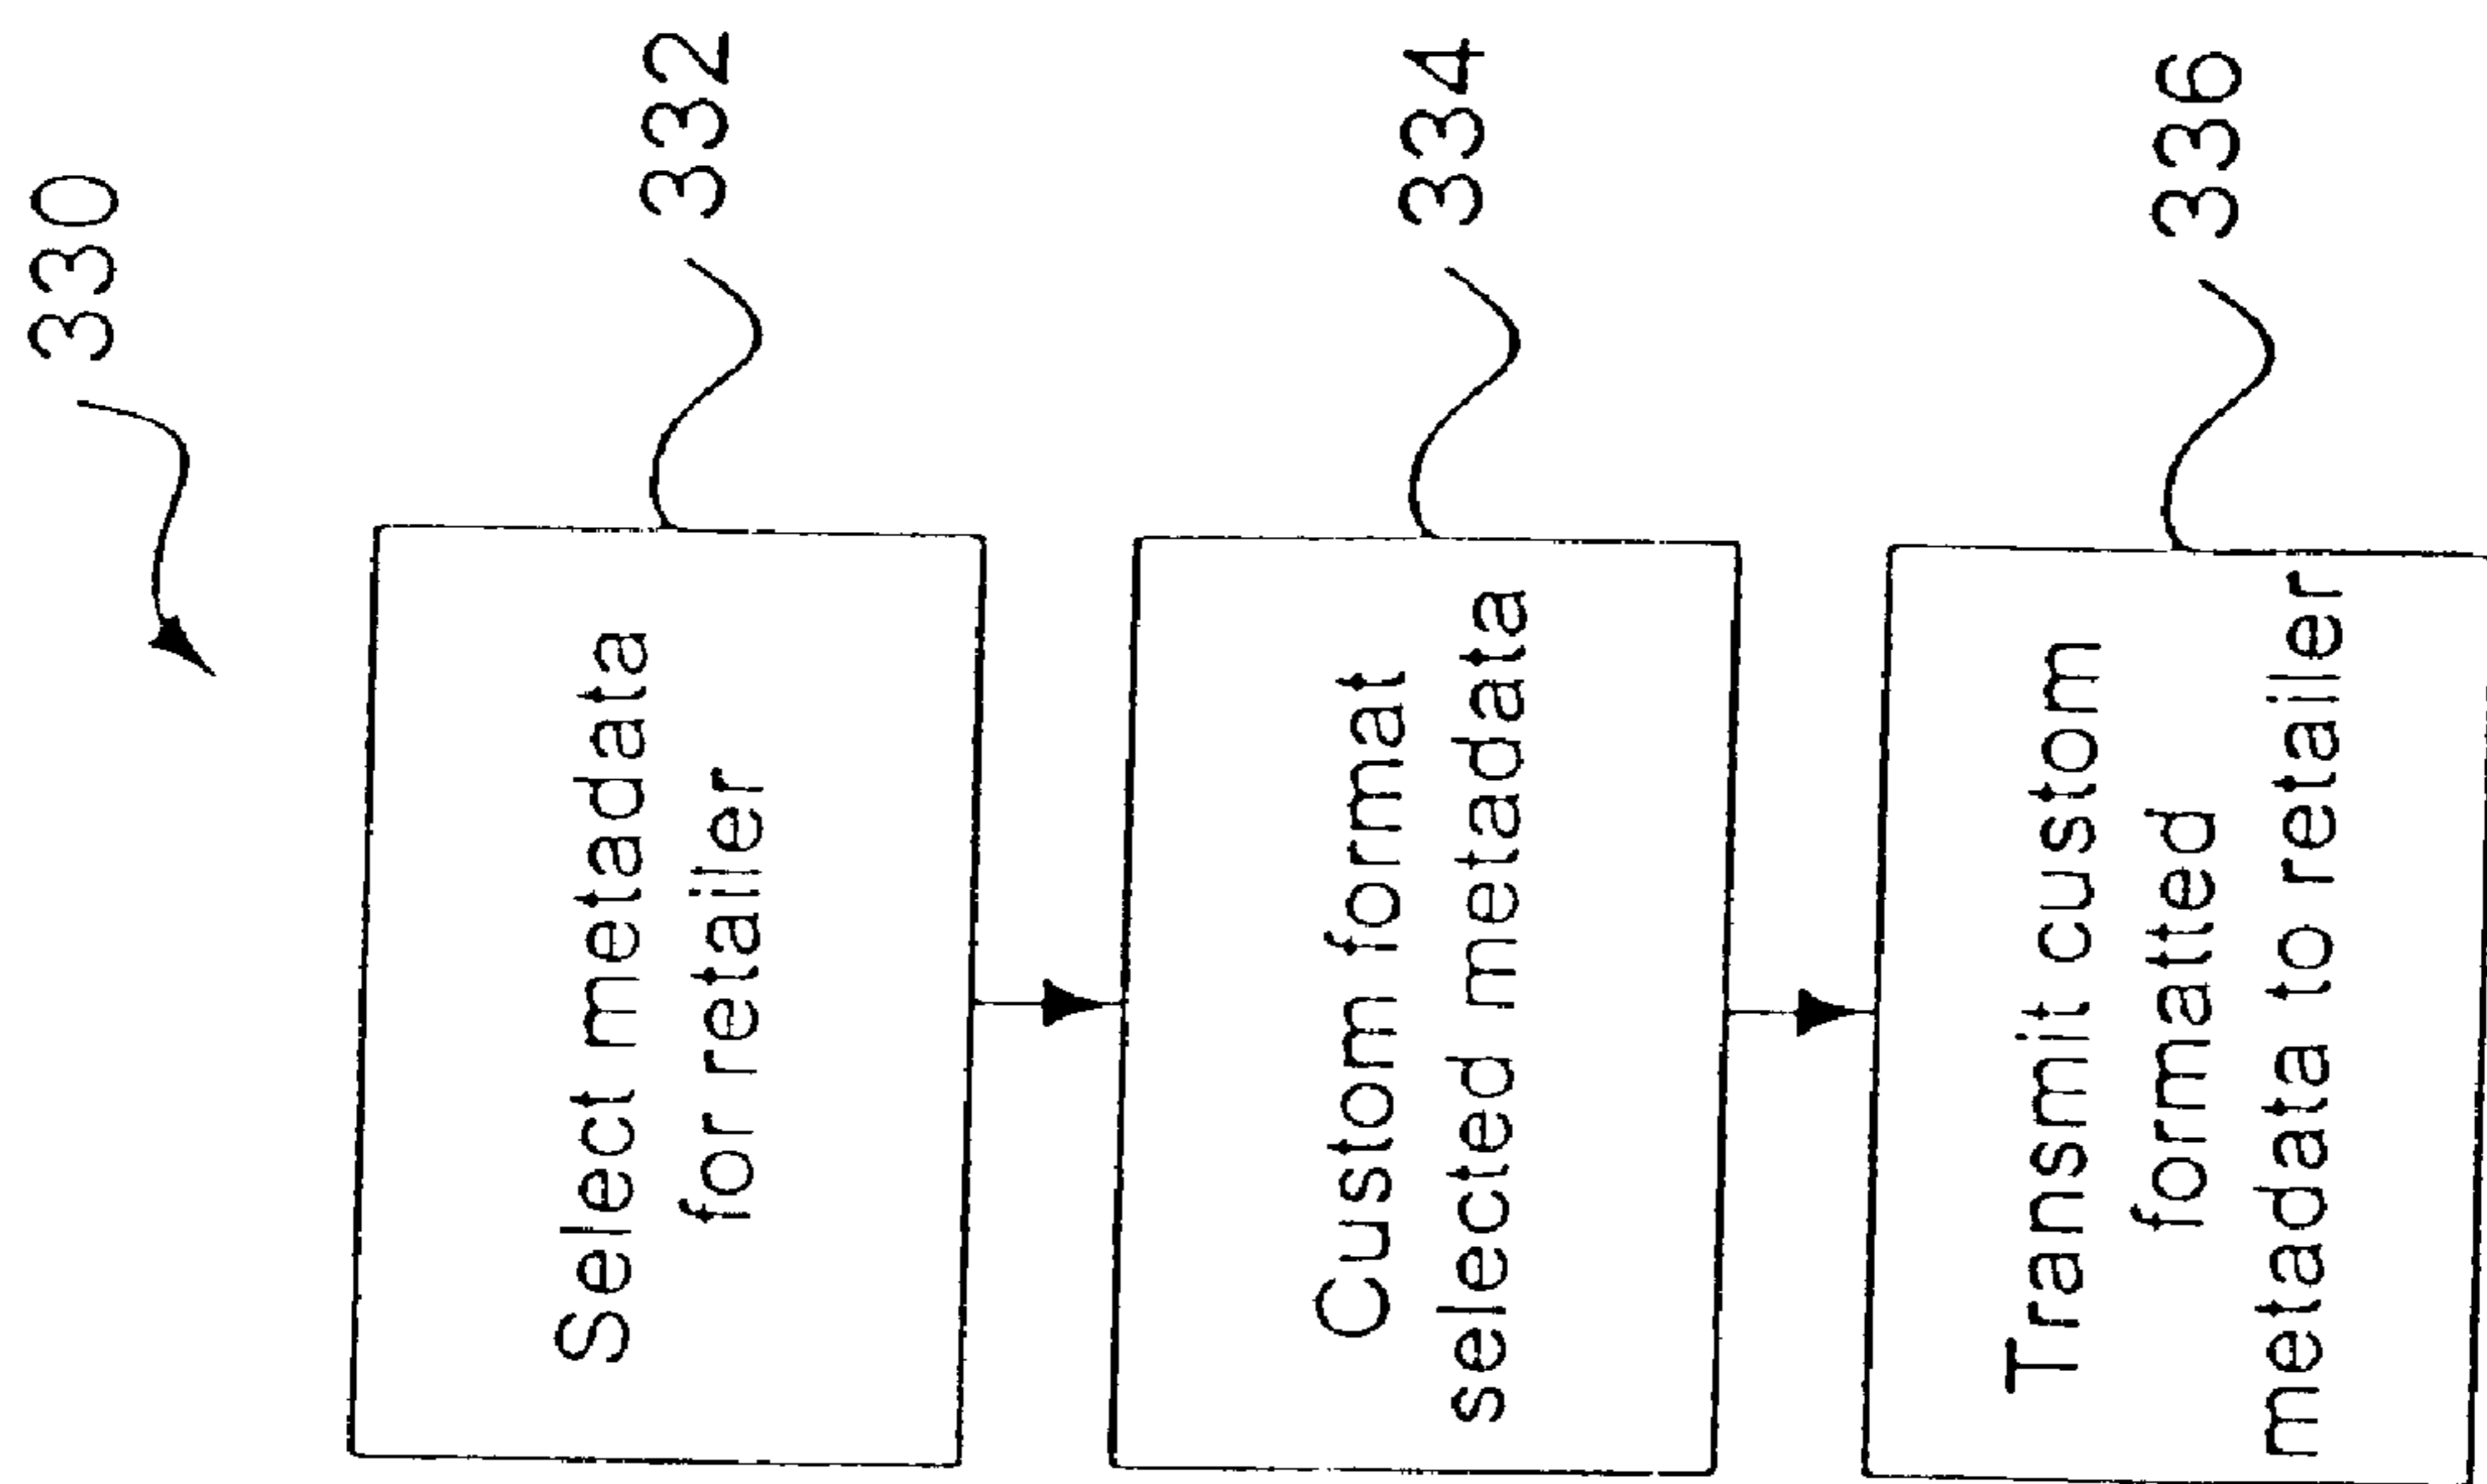 330
Select metadata
for retailer
332
Custom format
selected metadata
334
Transmit custom
formatted
metadata to retailer
336